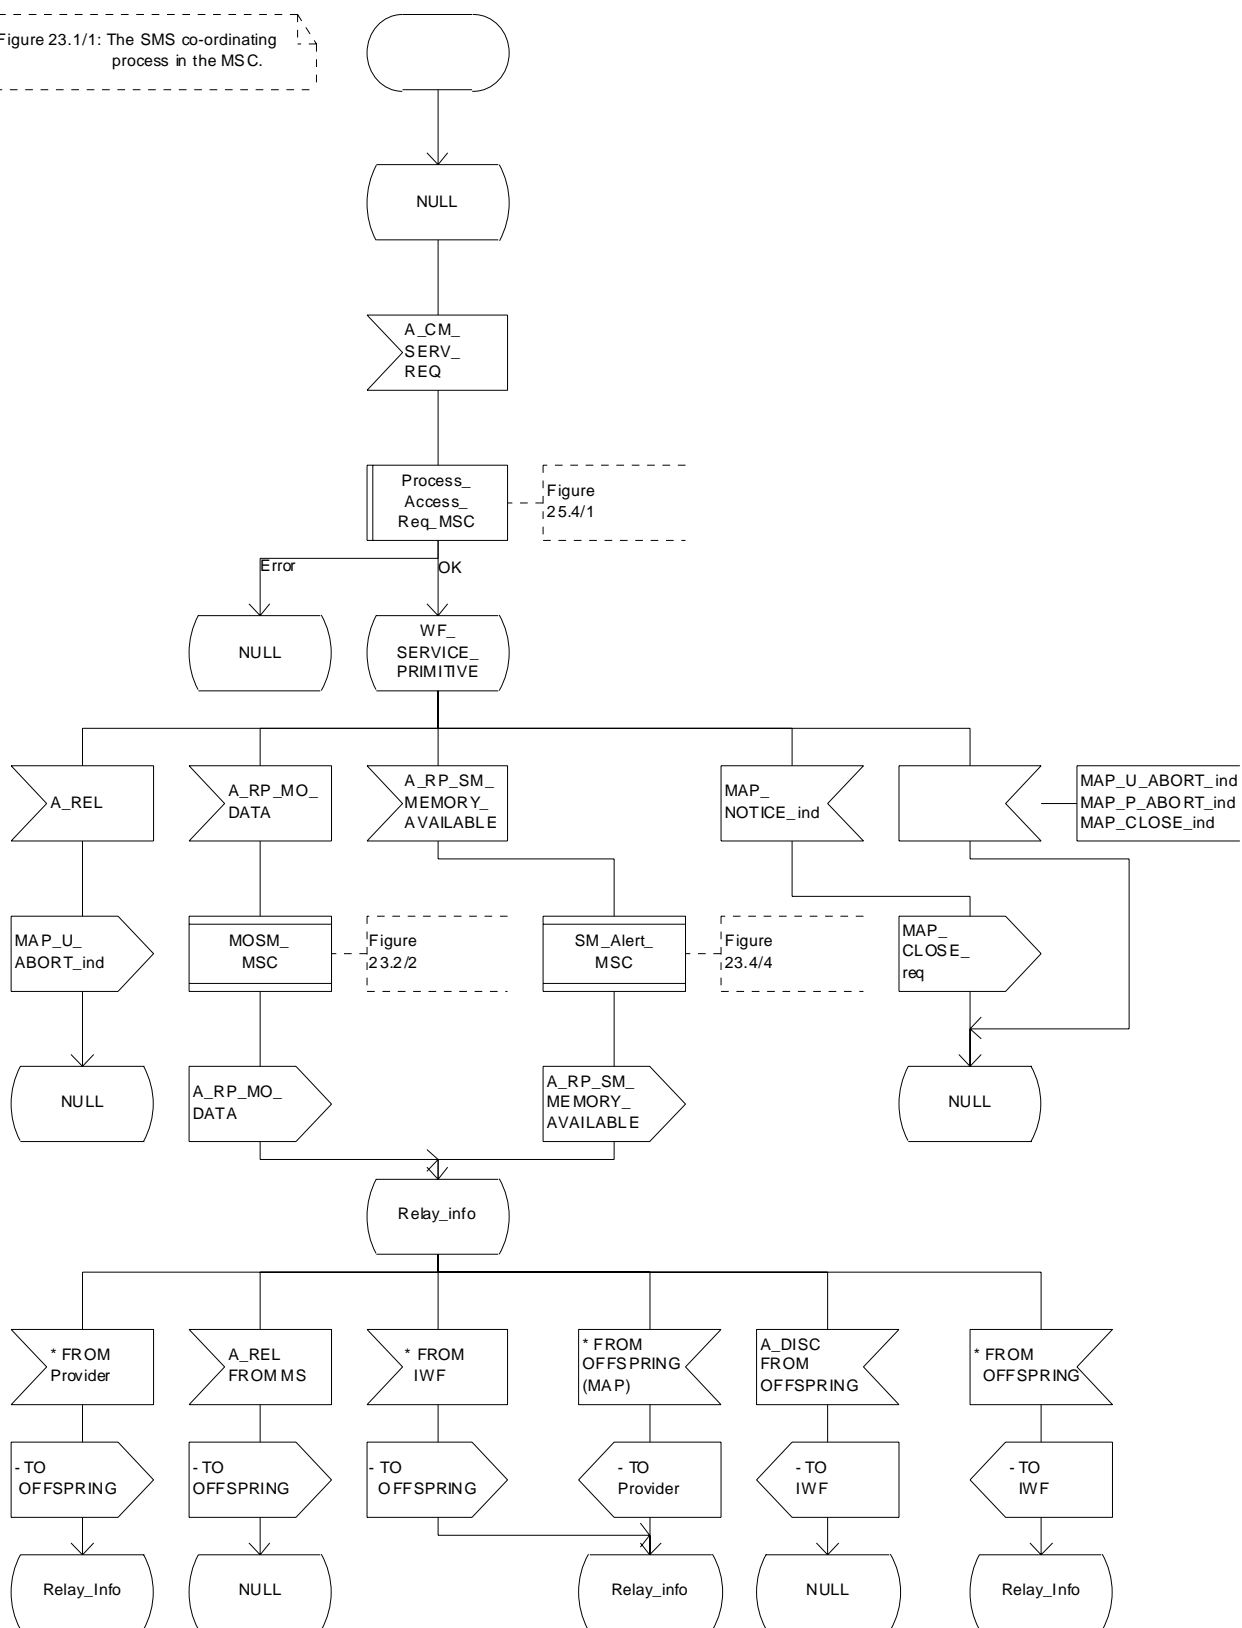 Figure 23.1/1: The SMS co-ordinating
process in the MSC.
NULL
A_CM_
SERV_
REQ
Process_
Access_
Req_MSC
Figure
25.4/1
Error
OK
NULL
WF_
SERVICE_
PRIMITIVE
A_REL
A_RP_MO_
DATA
A_RP_SM_
MEMORY_
AVAILABLE
MAP_
NOTICE_ind
MAP_U_ABORT_ind
MAP_P_ABORT_ind
MAP_CLOSE_ind
MAP_U_
ABORT_ind
MOSM_
MSC
Figure
23.2/2
SM_Alert_
MSC
Figure
23.4/4
MAP_
CLOSE_
req
NULL
A_RP_MO_
DATA
A_RP_SM_
MEMORY_
AVAILABLE
NULL
Relay_info
* FROM
Provider
A_REL
FROM MS
* FROM
IWF
* FROM
OFFSPRING
(MAP)
A_DISC
FROM
OFFSPRING
* FROM
OFFSPRING
- TO
OFFSPRING
- TO
OFFSPRING
- TO
OFFSPRING
- TO
Provider
- TO
IWF
- TO
IWF
Relay_Info
NULL
Relay_info
NULL
Relay_Info